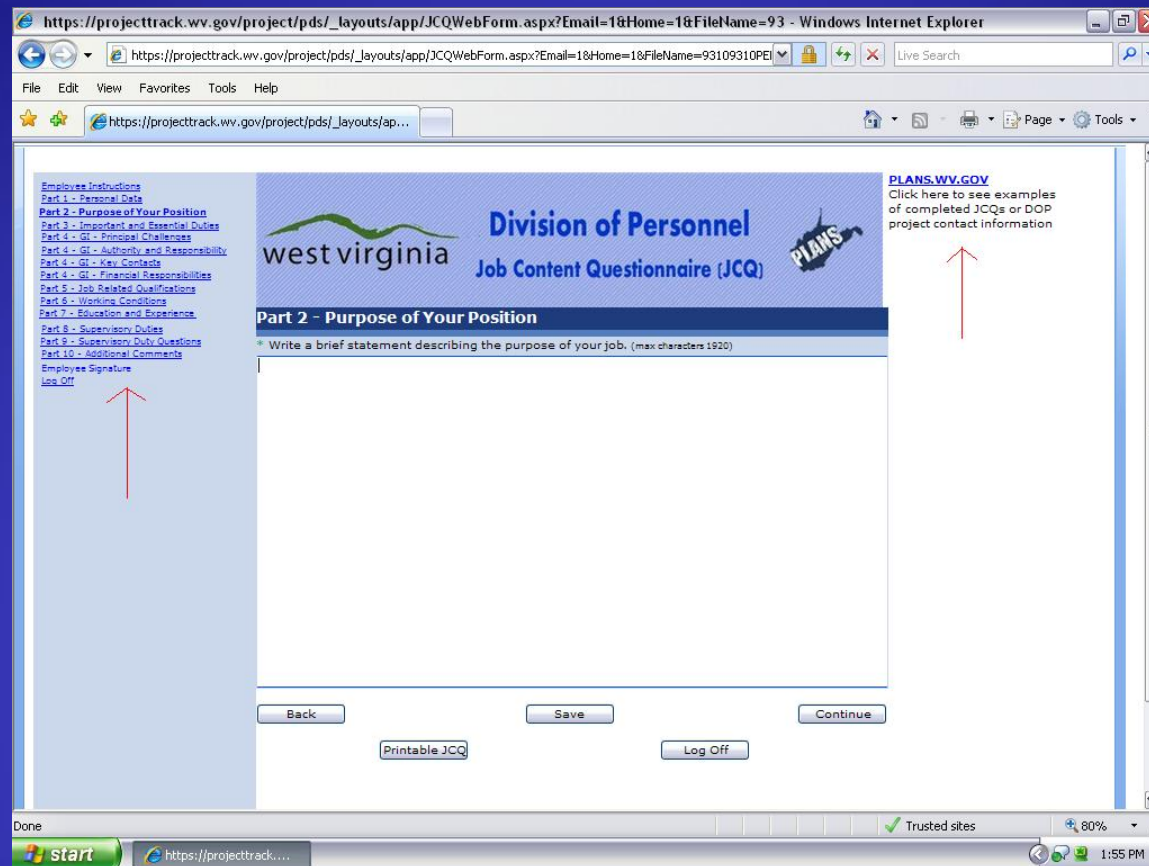 https://projecttrack.wv.gov/project/pds/_layouts/app/JCQWebForm.aspx?Email=1&Home=1&FileName=93 - Windows Internet Explorer
https://projecttrack.wv.gov/project/pds/_layouts/app/JCQWebForm.aspx?Email=1&Home=1&FileName=93109310PEI
Live Search
File Edit View Favorites Tools Help
https://projecttrack.wv.gov/project/pds/_layouts/ap...
Page Tools
Employee Instructions
Part 1 - Personal Data
Part 2 - Purpose of Your Position
Part 3 - Important and Essential Duties
Part 4 - GI - Principal Challenges
Part 4 - GI - Authority and Responsibility
Part 4 - GI - Key Contacts
Part 4 - GI - Financial Responsibilities
Part 5 - Job Related Qualifications
Part 6 - Working Conditions
Part 7 - Education and Experience
Part 8 - Supervisory Duties
Part 9 - Supervisory Duty Questions
Part 10 - Additional Comments
Employee Signature
Log Off
west virginia
Division of Personnel
Job Content Questionnaire (JCQ)
PLANS
PLANS.WV.GOV
Click here to see examples
of completed JCQs or DOP
project contact information
Part 2 - Purpose of Your Position
* Write a brief statement describing the purpose of your job. (max characters 1920)
Back Save Continue
Printable JCQ Log Off
Done Trusted sites 80%
start https://projecttrack.... 1:55 PM